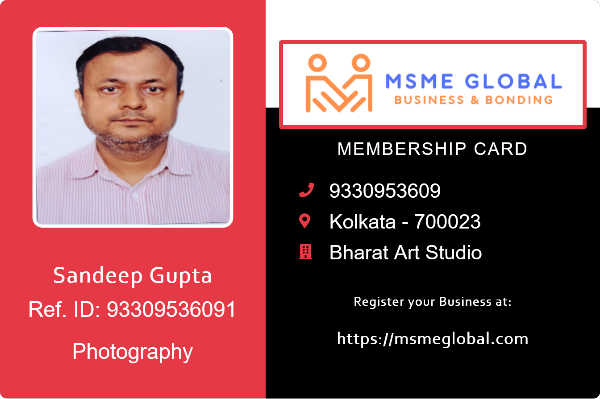 Sandeep Gupta
Ref. ID: 93309536091
Photography
MSME GLOBAL
BUSINESS & BONDING
MEMBERSHIP CARD
9330953609
Kolkata - 700023
Bharat Art Studio
Register your Business at:
https://msmeglobal.com